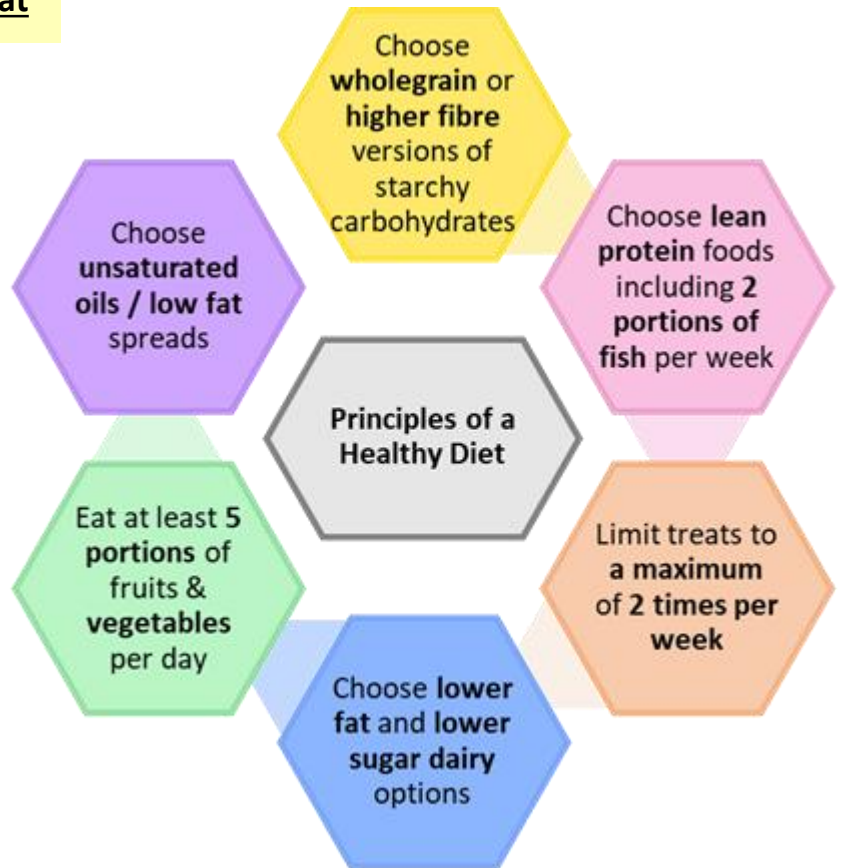 at
Choose
wholegrain or
higher fibre
versions of
starchy
carbohydrates
Choose lean
protein foods
including 2
portions of
fish per week
Limit treats to
a maximum
of 2 times per
week
Choose lower
fat and lower
sugar dairy
options
Eat at least 5
portions of
fruits &
vegetables
per day
Choose
unsaturated
oils / low fat
spreads
Principles of a
Healthy Diet